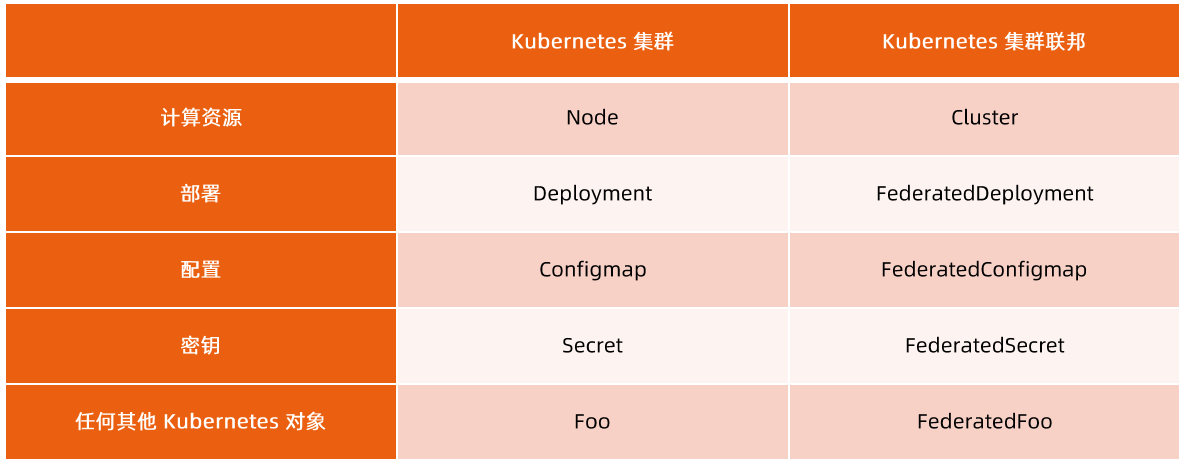 Kubernetes 集群 Kubernetes 集群联邦
计算资源 Node Cluster
部署 Deployment FederatedDeployment
配置 Configmap FederatedConfigmap
密钥 Secret FederatedSecret
任何其他 Kubernetes 对象 Foo FederatedFoo